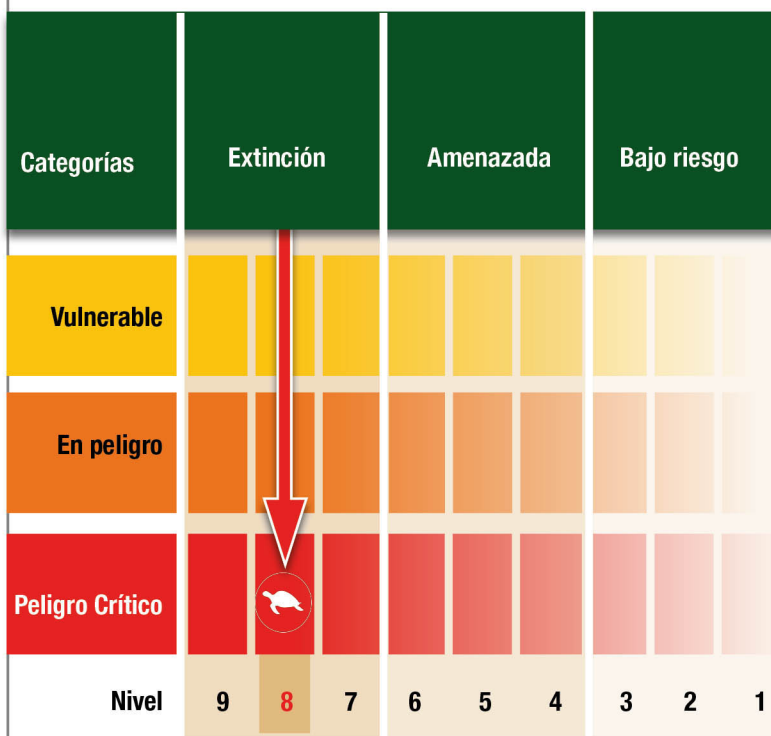 Categorías Extinción Amenazada Bajo riesgo
Vulnerable
En peligro
Peligro Crítico
Nivel 9 8 7 6 5 4 3 2 1